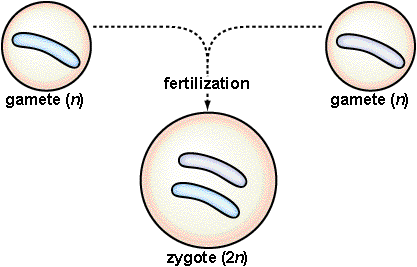 gamete (n)
gamete (n)
fertilization
zygote (2n)